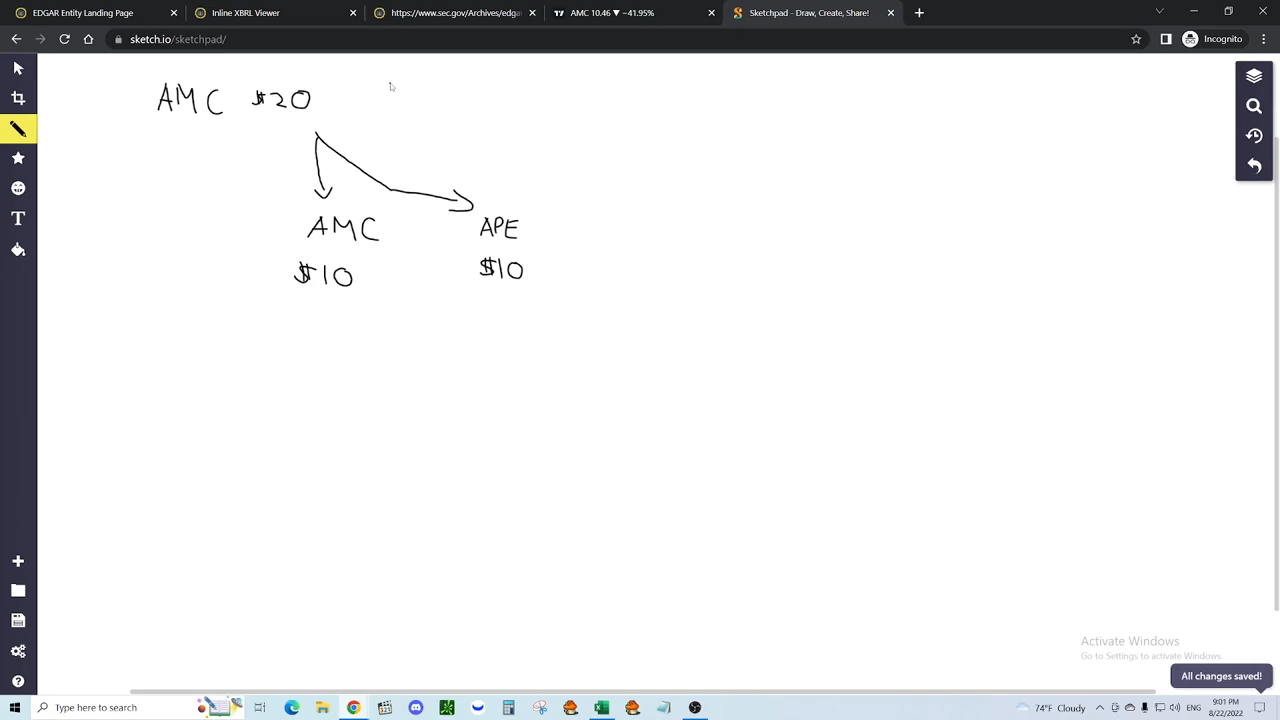 EDGAR Entity Landing Page
Inline XBRL Viewer
https://www.sec.gov/Archives/edgar
AMC 10.46 ▼ −41.95%
Sketchpad - Draw, Create, Share!
sketch.io/sketchpad/
Incognito
AMC $20
AMC APE
$10 $10
Activate Windows
Go to Settings to activate Windows.
All changes saved!
Type here to search
74°F Cloudy
ENG
9:01 PM
8/22/2022